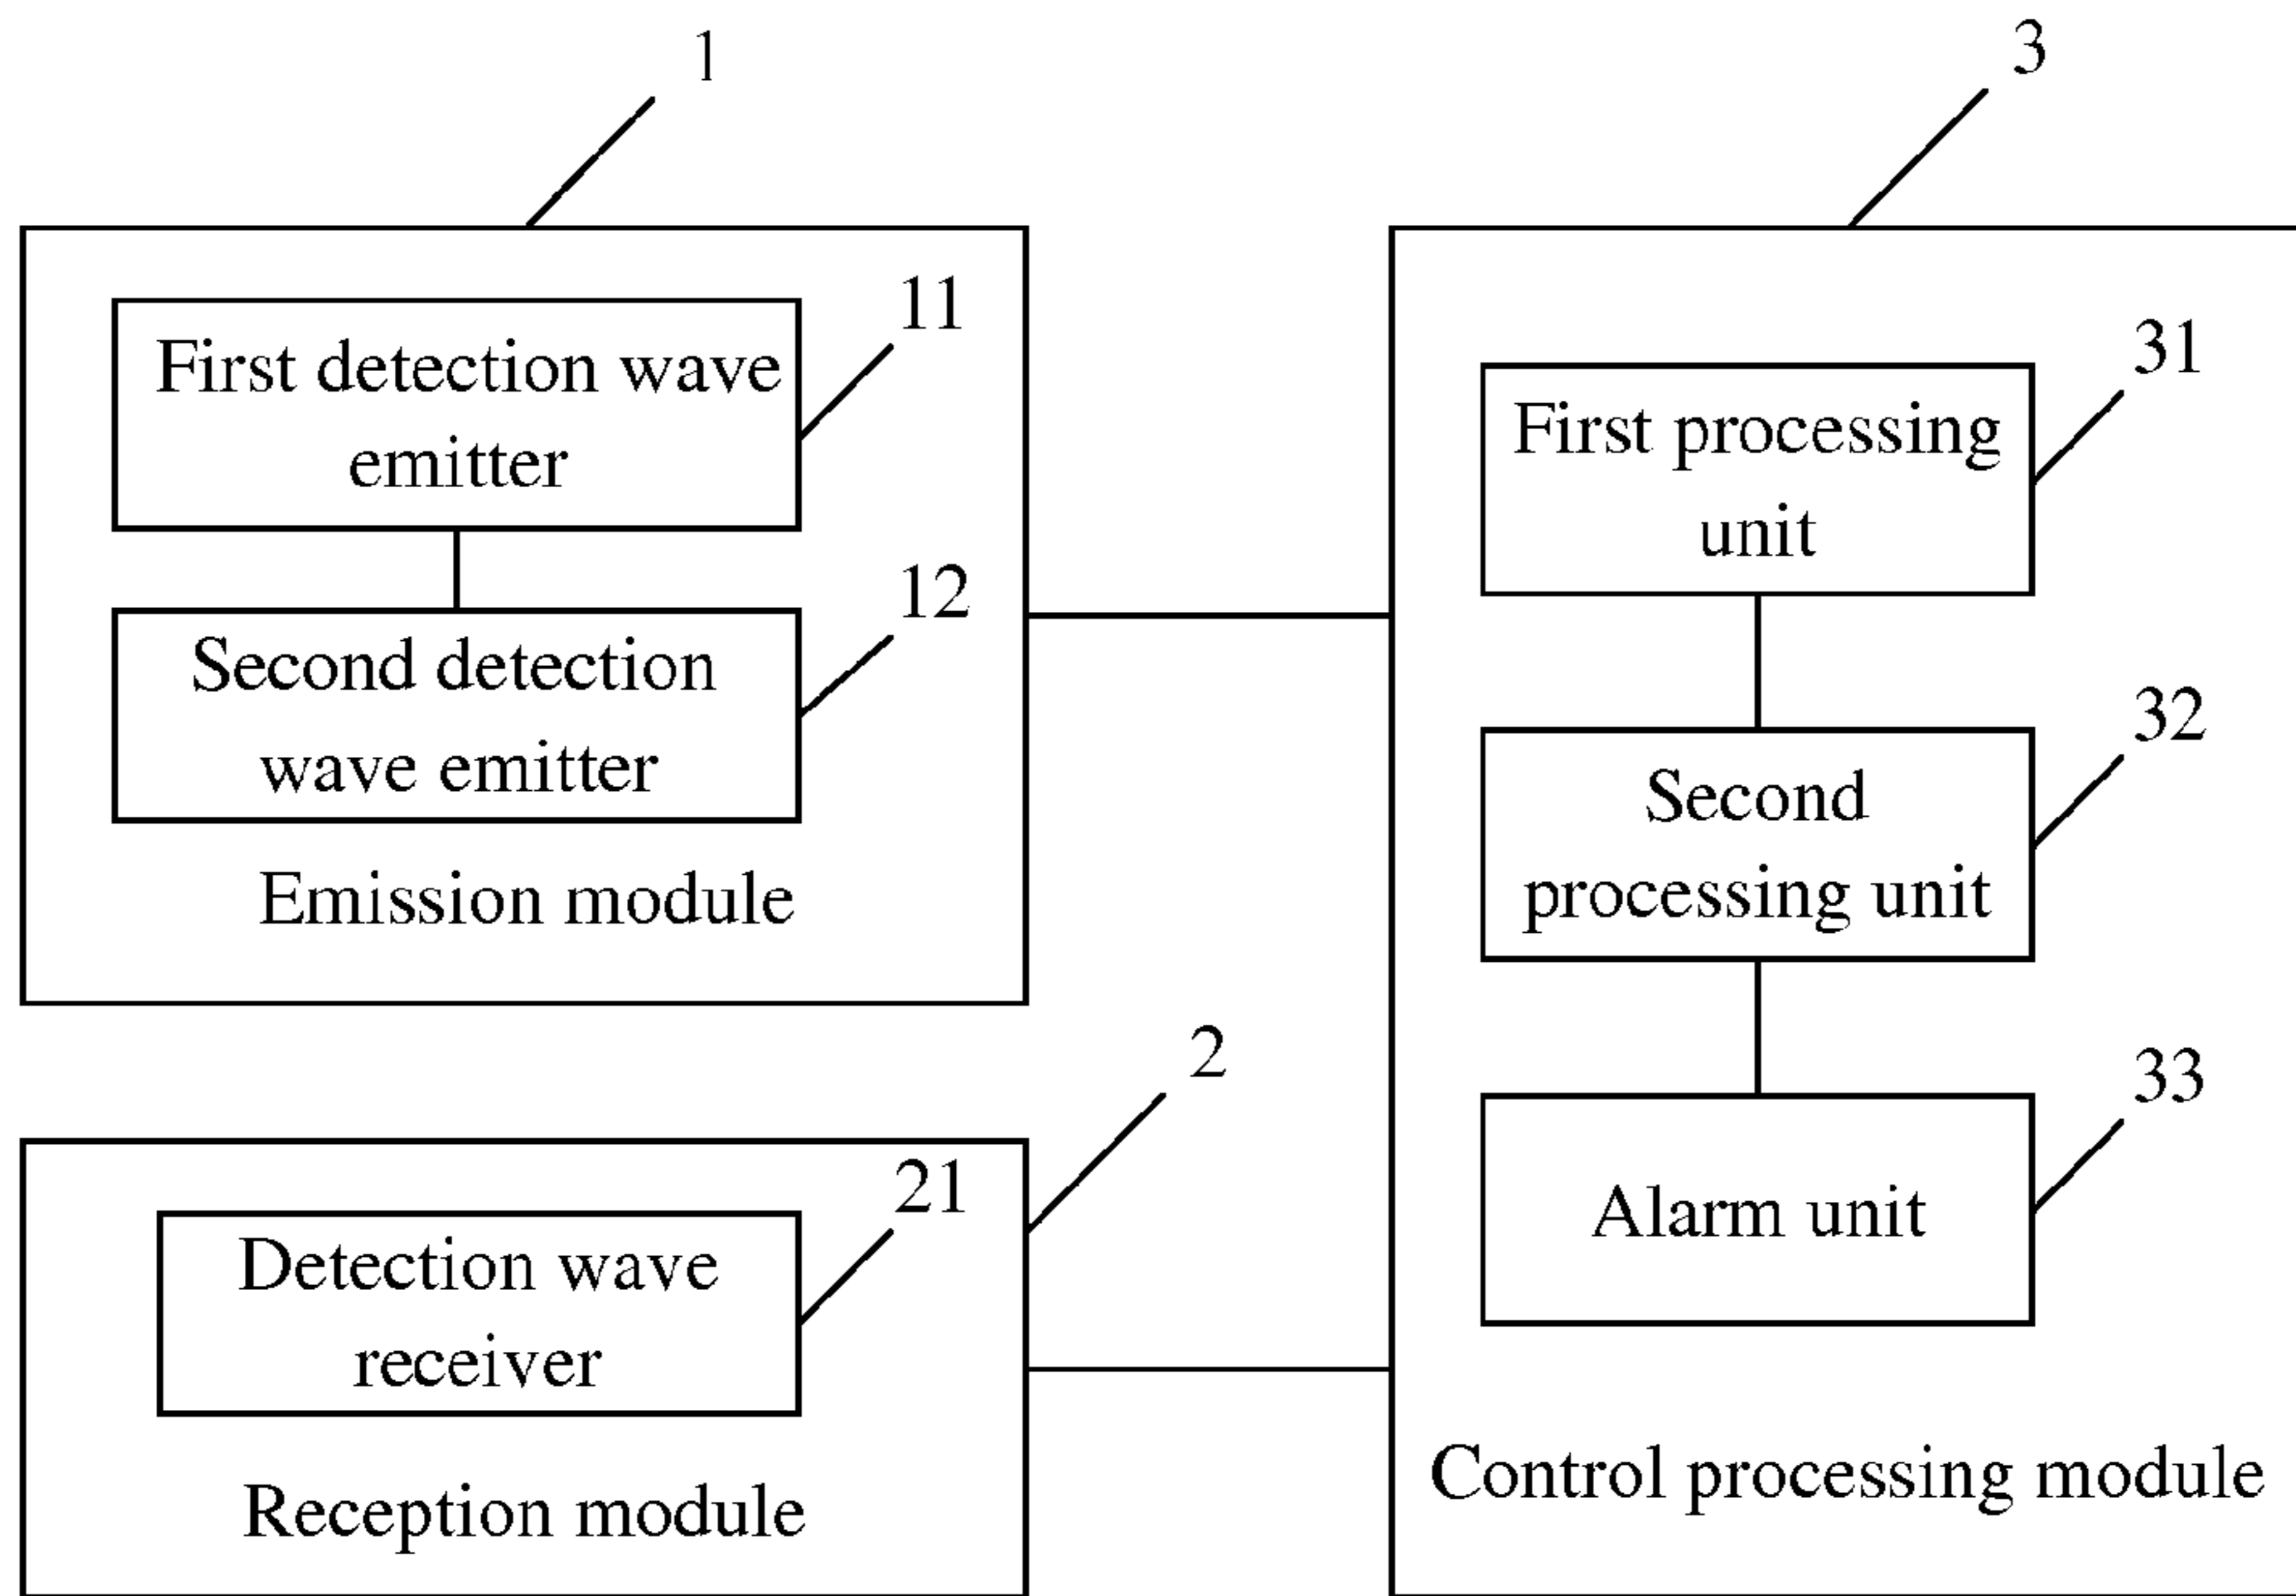 1
11
First detection wave
emitter
12
Second detection
wave emitter
Emission module
2
21
Detection wave
receiver
Reception module
3
31
First processing
unit
32
Second
processing unit
33
Alarm unit
Control processing module